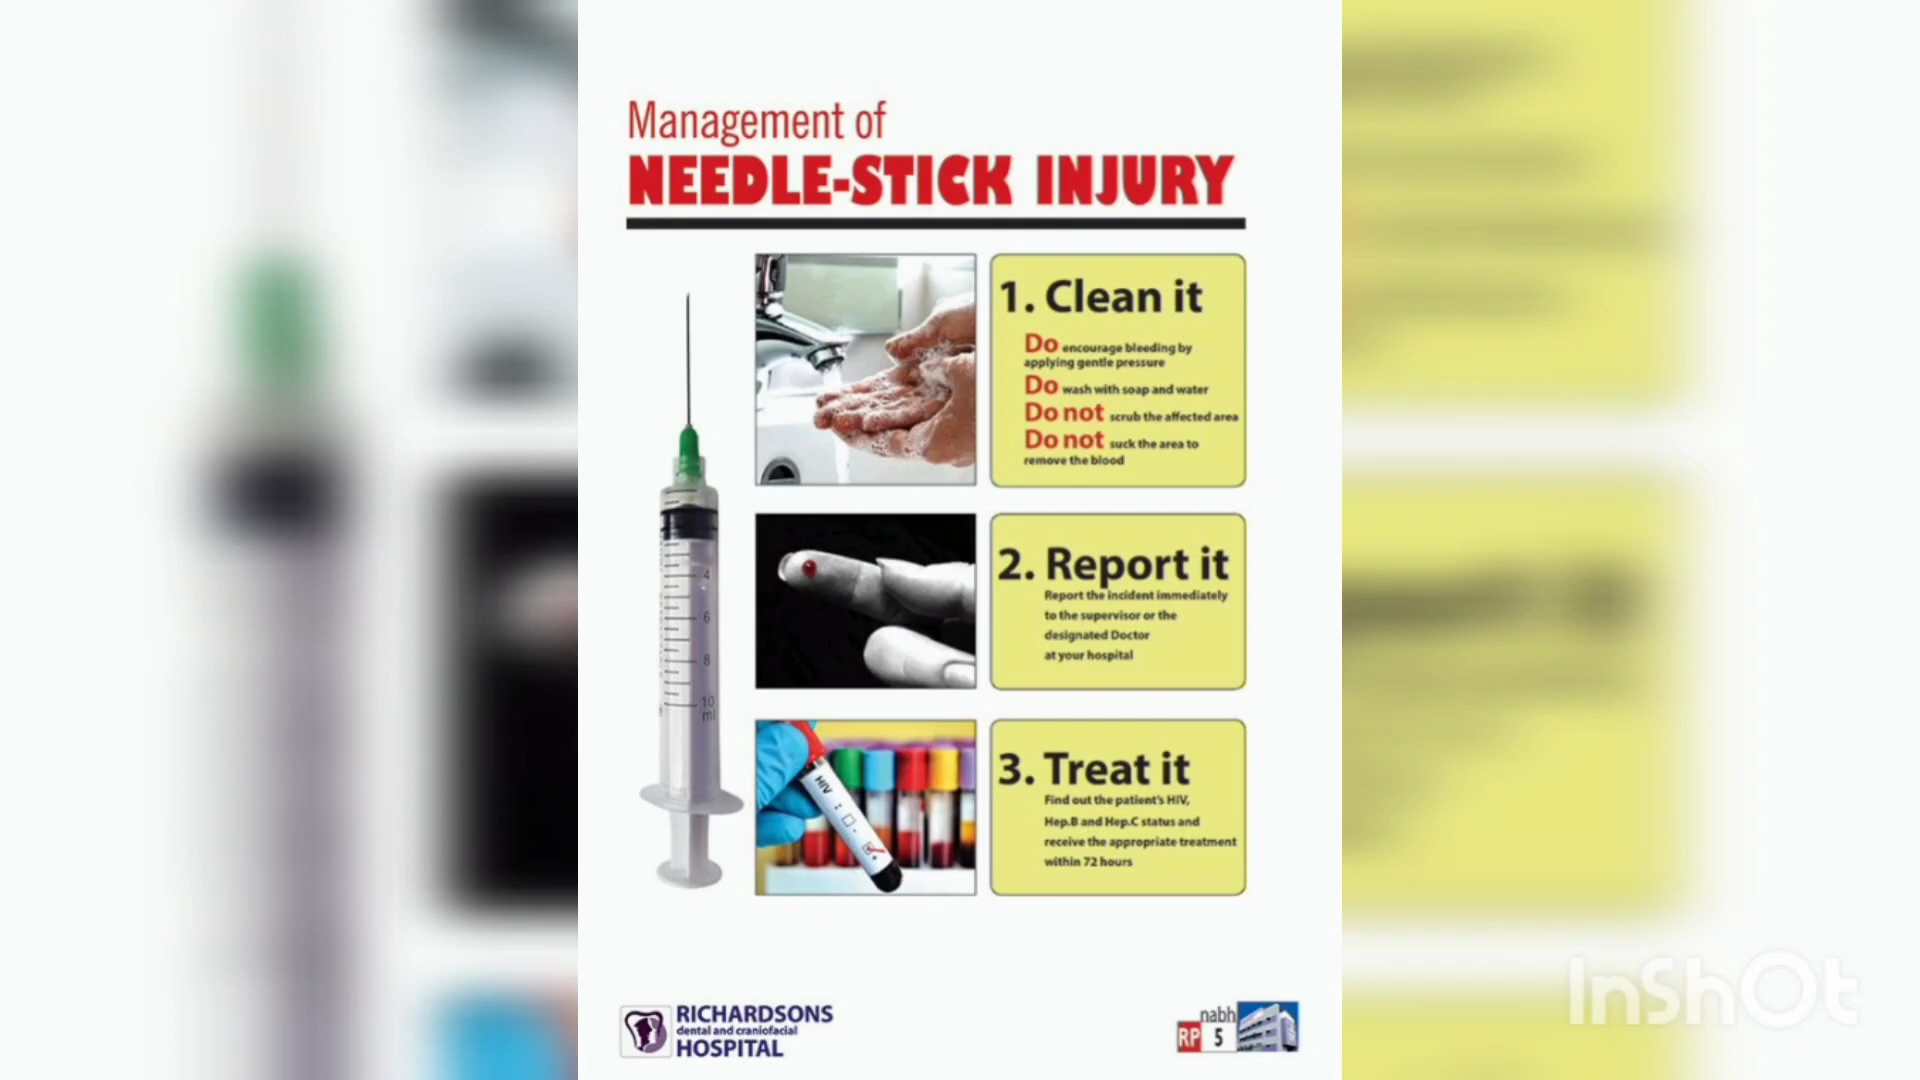 Management of
NEEDLE-STICK INJURY
1. Clean it
Do encourage bleeding by
applying gentle pressure
Do wash with soap and water
Do not scrub the affected area
Do not suck the area to
remove the blood
2. Report it
Report the incident immediately
to the supervisor or the
designated Doctor
at your hospital
3. Treat it
Find out the patient's HIV,
Hep.B and Hep.C status and
receive the appropriate treatment
within 72 hours
4
6
8
10
ml
HIV
RICHARDSONS
dental and craniofacial
HOSPITAL
nabh
RP 5
InShOt